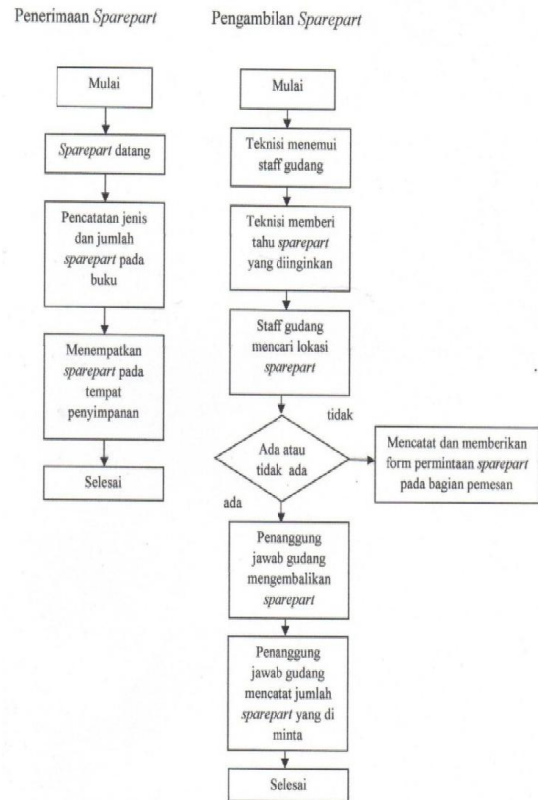 Penerimaan Sparepart
Mulai
Sparepart datang
Pencatatan jenis
dan jumlah
sparepart pada
buku
Menempatkan
sparepart pada
tempat
penyimpanan
Selesai
Pengambilan Sparepart
Mulai
Teknisi menemui
staff gudang
Teknisi memberi
tahu sparepart
yang diinginkan
Staff gudang
mencari lokasi
sparepart
Ada atau
tidak ada
tidak
Mencatat dan memberikan
form permintaan sparepart
pada bagian pemesan
ada
Penanggung
jawab gudang
mengembalikan
sparepart
Penanggung
jawab gudang
mencatat jumlah
sparepart yang di
minta
Selesai